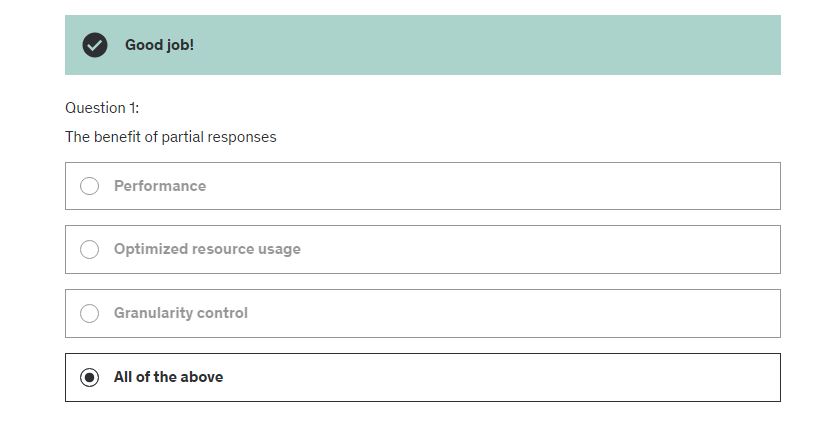 Good job!
Question 1:
The benefit of partial responses
Performance
Optimized resource usage
Granularity control
All of the above